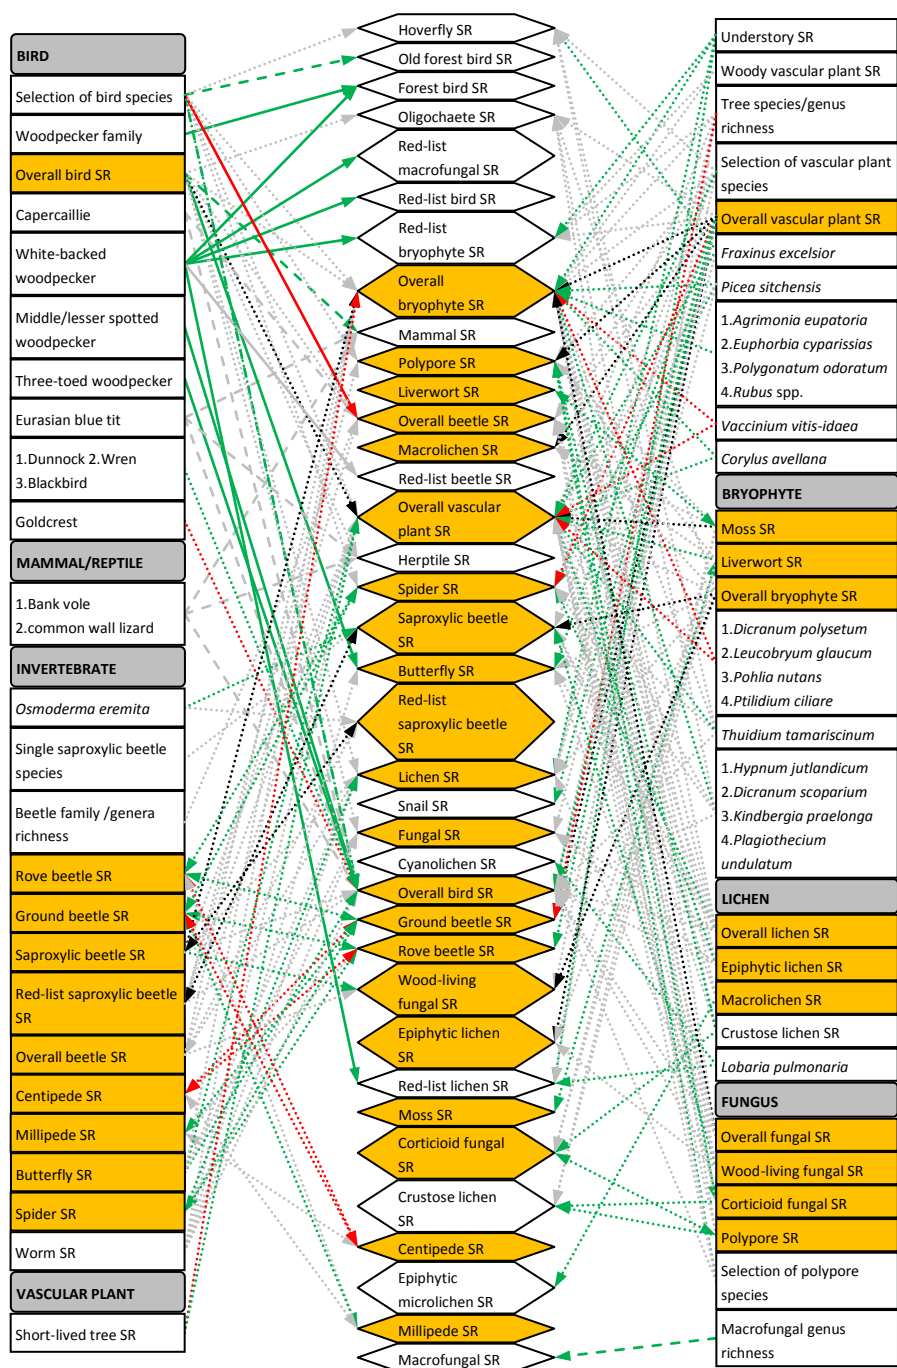 BIRD
Selection of bird species
Woodpecker family
Overall bird SR
Capercaillie
White-backed
woodpecker
Middle/lesser spotted
woodpecker
Three-toed woodpecker
Eurasian blue tit
1.Dunnock 2.Wren
3.Blackbird
Goldcrest
MAMMAL/REPTILE
1.Bank vole
2.common wall lizard
INVERTEBRATE
Osmoderma eremita
Single saproxylic beetle
species
Beetle family /genera
richness
Rove beetle SR
Ground beetle SR
Saproxylic beetle SR
Red-list saproxylic beetle
SR
Overall beetle SR
Centipede SR
Millipede SR
Butterfly SR
Spider SR
Worm SR
VASCULAR PLANT
Short-lived tree SR
Hoverfly SR
Old forest bird SR
Forest bird SR
Oligochaete SR
Red-list
macrofungal SR
Red-list bird SR
Red-list
bryophyte SR
Overall
bryophyte SR
Mammal SR
Polypore SR
Liverwort SR
Overall beetle SR
Macrolichen SR
Red-list beetle SR
Overall vascular
plant SR
Herptile SR
Spider SR
Saproxylic beetle
SR
Butterfly SR
Red-list
saproxylic beetle
SR
Lichen SR
Snail SR
Fungal SR
Cyanolichen SR
Overall bird SR
Ground beetle SR
Rove beetle SR
Wood-living
fungal SR
Epiphytic lichen
SR
Red-list lichen SR
Moss SR
Corticioid fungal
SR
Crustose lichen
SR
Centipede SR
Epiphytic
microlichen SR
Millipede SR
Macrofungal SR
Understory SR
Woody vascular plant SR
Tree species/genus
richness
Selection of vascular plant
species
Overall vascular plant SR
Fraxinus excelsior
Picea sitchensis
1.Agrimonia eupatoria
2.Euphorbia cyparissias
3.Polygonatum odoratum
4.Rubus spp.
Vaccinium vitis-idaea
Corylus avellana
BRYOPHYTE
Moss SR
Liverwort SR
Overall bryophyte SR
1.Dicranum polysetum
2.Leucobryum glaucum
3.Pohlia nutans
4.Ptilidium ciliare
Thuidium tamariscinum
1.Hypnum jutlandicum
2.Dicranum scoparium
3.Kindbergia praelonga
4.Plagiothecium
undulatum
LICHEN
Overall lichen SR
Epiphytic lichen SR
Macrolichen SR
Crustose lichen SR
Lobaria pulmonaria
FUNGUS
Overall fungal SR
Wood-living fungal SR
Corticioid fungal SR
Polypore SR
Selection of polypore
species
Macrofungal genus
richness